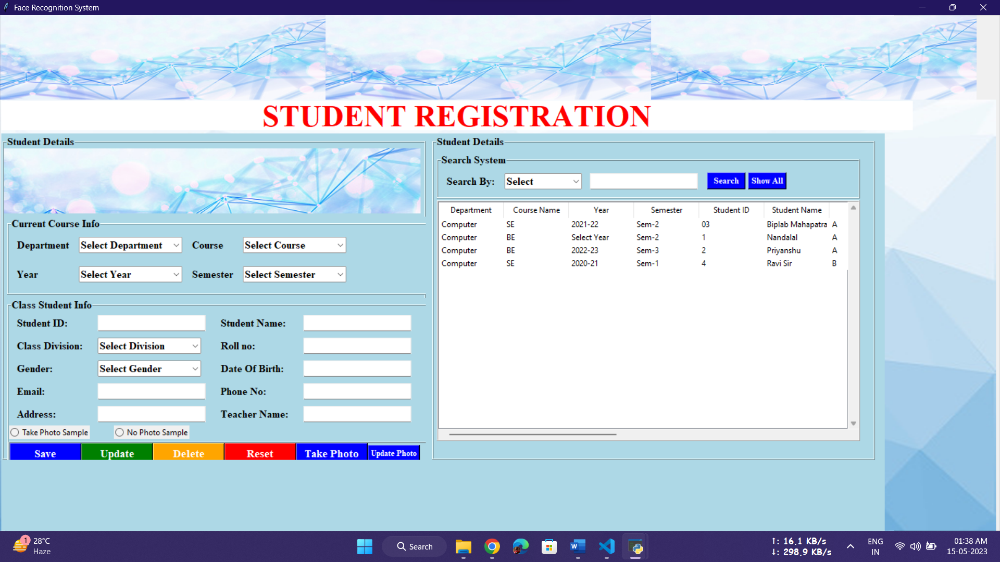 Face Recognition System
STUDENT REGISTRATION
Student Details
Current Course Info
Department Select Department Course Select Course
Year Select Year Semester Select Semester
Class Student Info
Student ID: Student Name:
Class Division: Select Division Roll no:
Gender: Select Gender Date Of Birth:
Email: Phone No:
Address: Teacher Name:
Take Photo Sample No Photo Sample
Save Update Delete Reset Take Photo Update Photo
Student Details
Search System
Search By: Select Search Show All
Department Course Name Year Semester Student ID Student Name
Computer SE 2021-22 Sem-2 03 Biplab Mahapatra A
Computer BE Select Year Sem-2 1 Nandalal A
Computer BE 2022-23 Sem-3 2 Priyanshu A
Computer SE 2020-21 Sem-1 4 Ravi Sir B
1
28°C
Haze
Search
W
↑: 16.1 KB/s
↓: 298.9 KB/s
ENG
IN
01:38 AM
15-05-2023